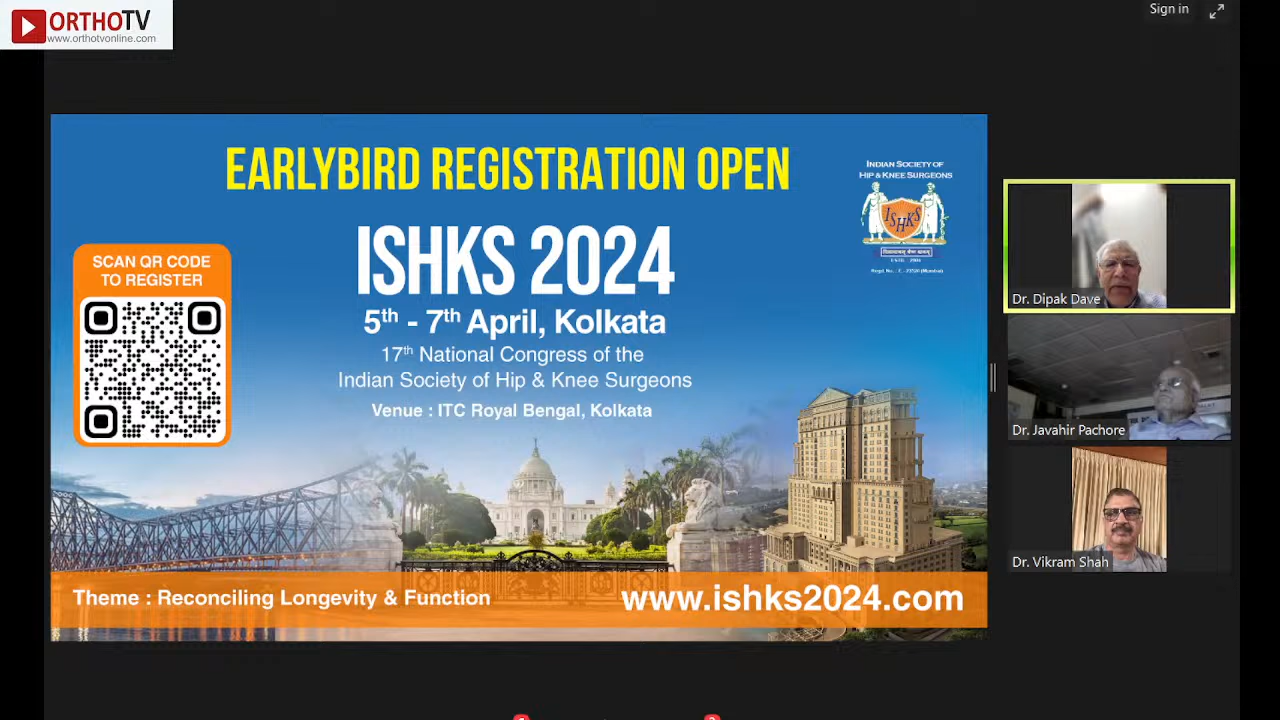 ORTHOTV
www.orthotvonline.com
Sign in
EARLYBIRD REGISTRATION OPEN
INDIAN SOCIETY OF
HIP & KNEE SURGEONS
ISHKS
SCAN QR CODE
TO REGISTER
ISHKS 2024
5th - 7th April, Kolkata
17th National Congress of the
Indian Society of Hip & Knee Surgeons
Venue : ITC Royal Bengal, Kolkata
Theme : Reconciling Longevity & Function
www.ishks2024.com
Dr. Dipak Dave
Dr. Javahir Pachore
Dr. Vikram Shah